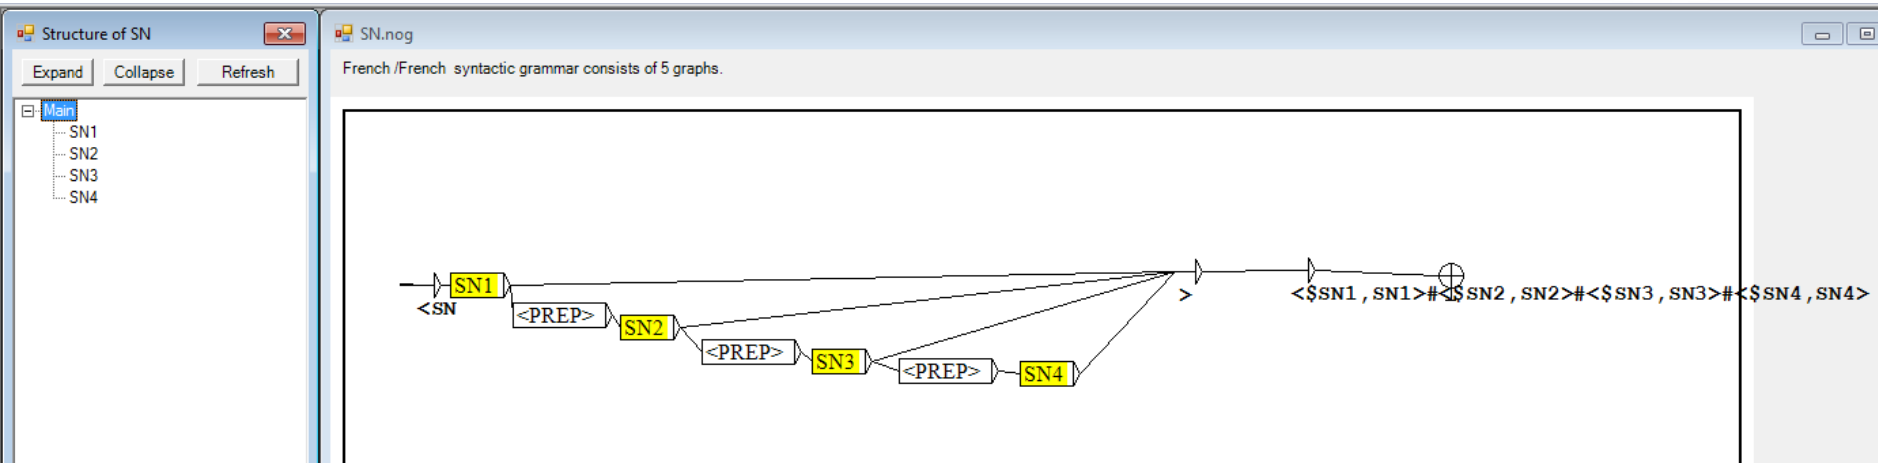 Structure of SN
Expand Collapse Refresh
Main
SN1
SN2
SN3
SN4
SN.nog
French /French syntactic grammar consists of 5 graphs.
SN1
<SN
<PREP>
SN2
<PREP>
SN3
<PREP>
SN4
>
<$SN1,SN1>#<$SN2,SN2>#<$SN3,SN3>#<$SN4,SN4>